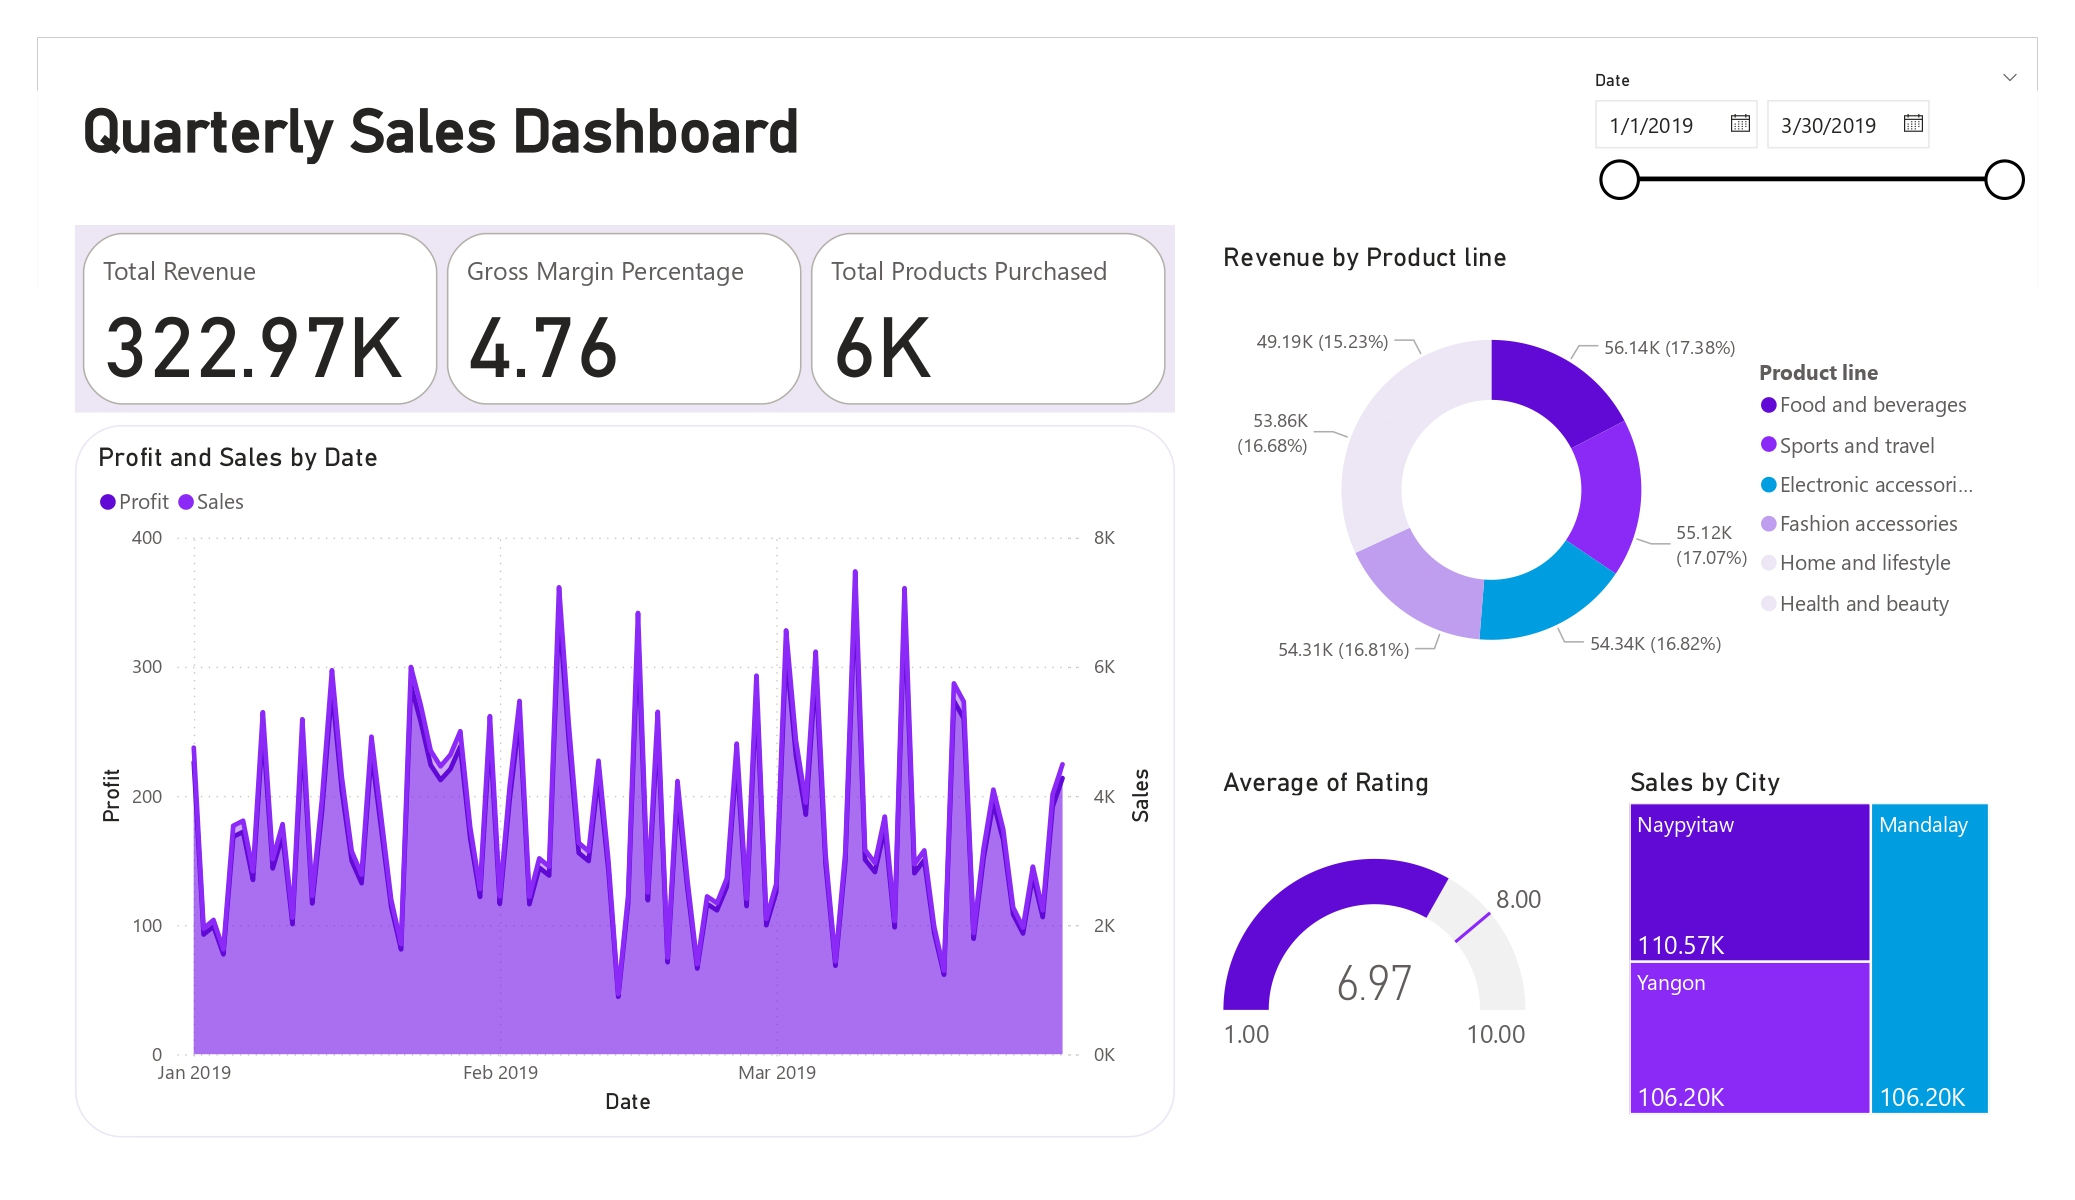 Quarterly Sales Dashboard
Date
1/1/2019
3/30/2019
Total Revenue
322.97K
Gross Margin Percentage
4.76
Total Products Purchased
6K
Profit and Sales by Date
Profit
Sales
400
300
200
100
0
Profit
8K
6K
4K
2K
0K
Sales
Jan 2019
Feb 2019
Mar 2019
Date
Revenue by Product line
49.19K (15.23%)
56.14K (17.38%)
53.86K
(16.68%)
55.12K
(17.07%)
54.31K (16.81%)
54.34K (16.82%)
Product line
Food and beverages
Sports and travel
Electronic accessori...
Fashion accessories
Home and lifestyle
Health and beauty
Average of Rating
8.00
6.97
1.00
10.00
Sales by City
Naypyitaw
110.57K
Yangon
106.20K
Mandalay
106.20K